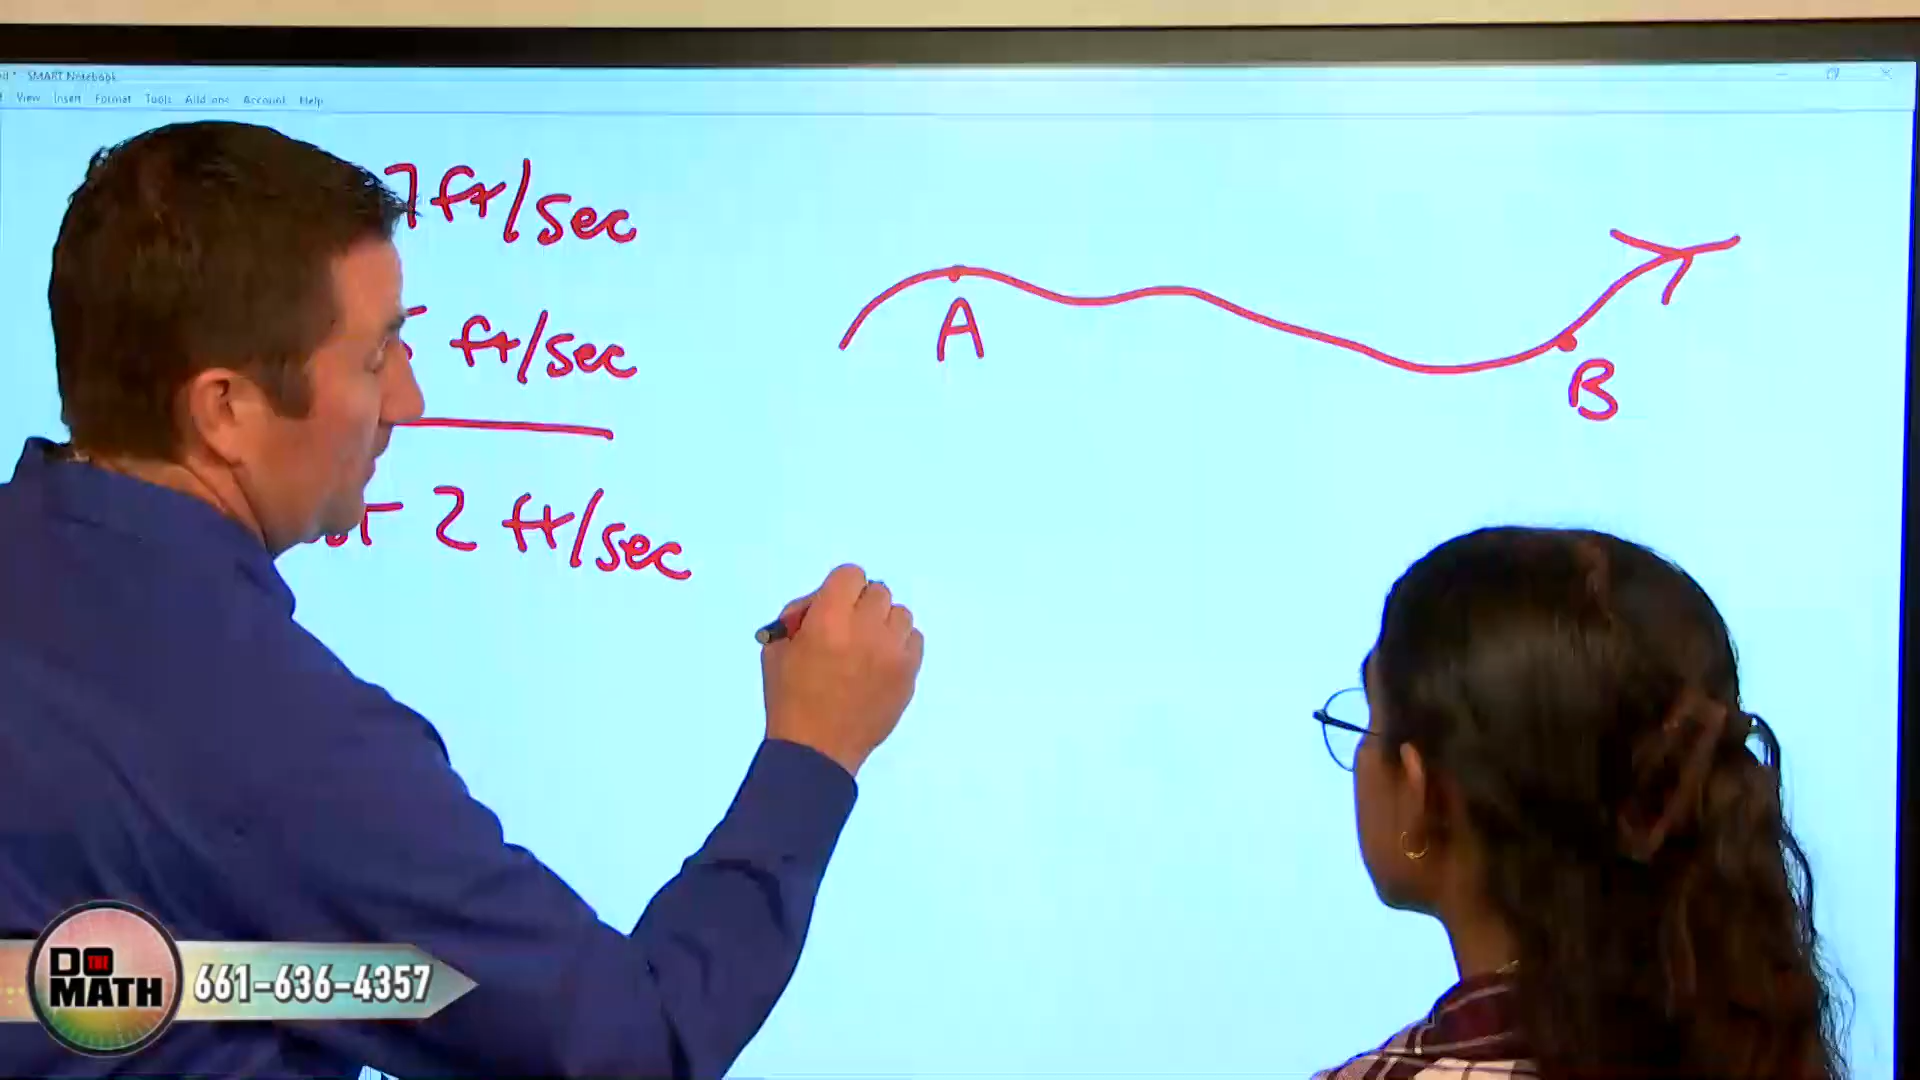 SMART Notebook
View Insert Format Tools Add-ons Account Help
7 ft/sec
A
ft/sec
B
2 ft/sec
DO THE MATH
661-636-4357